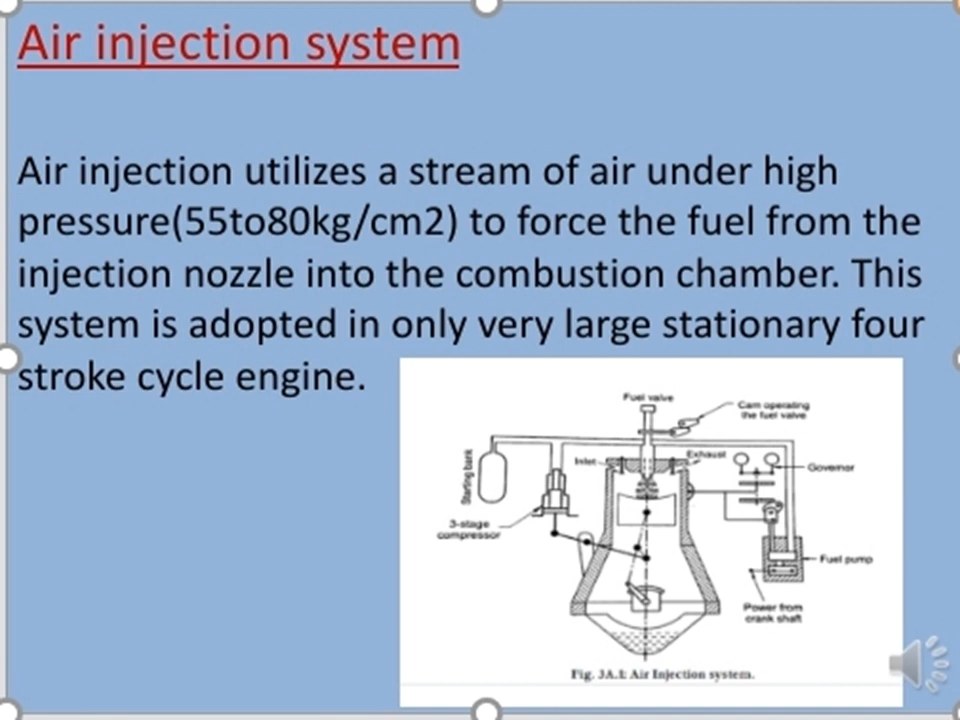 Air injection system
Air injection utilizes a stream of air under high
pressure(55to80kg/cm2) to force the fuel from the
injection nozzle into the combustion chamber. This
system is adopted in only very large stationary four
stroke cycle engine.
Fuel valve
Cam operating
the fuel valve
Starting bank
Inlet
Exhaust
Governor
3-stage
compressor
Fuel pump
Power from
crank shaft
Fig. 3A.1: Air Injection system.